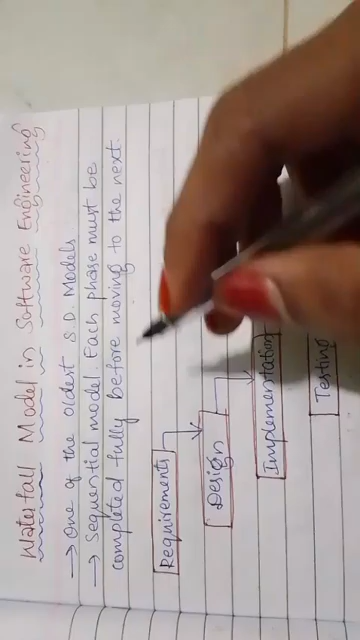 Waterfall Model in Software Engineering
→ One of the oldest S.D Models
→ Sequential model. Each phase must be
completed fully before moving to the next.
Requirements
Design
Implementation
Testing